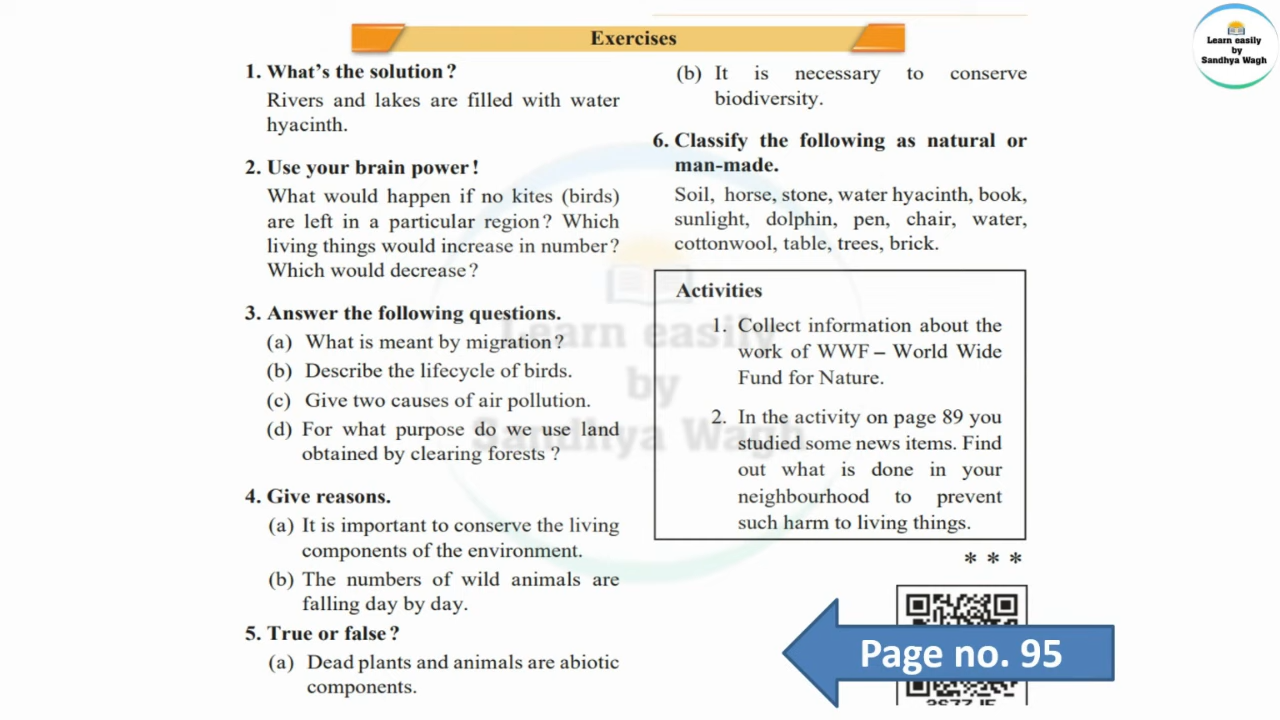 Exercises
1. What's the solution?
Rivers and lakes are filled with water
hyacinth.
2. Use your brain power!
What would happen if no kites (birds)
are left in a particular region? Which
living things would increase in number?
Which would decrease?
3. Answer the following questions.
(a) What is meant by migration?
(b) Describe the lifecycle of birds.
(c) Give two causes of air pollution.
(d) For what purpose do we use land
obtained by clearing forests ?
4. Give reasons.
(a) It is important to conserve the living
components of the environment.
(b) The numbers of wild animals are
falling day by day.
5. True or false?
(a) Dead plants and animals are abiotic
components.
(b) It is necessary to conserve
biodiversity.
6. Classify the following as natural or
man-made.
Soil, horse, stone, water hyacinth, book,
sunlight, dolphin, pen, chair, water,
cottonwool, table, trees, brick.
Activities
1. Collect information about the
work of WWF – World Wide
Fund for Nature.
2. In the activity on page 89 you
studied some news items. Find
out what is done in your
neighbourhood to prevent
such harm to living things.
* * *
Page no. 95
Learn easily
by
Sandhya Wagh
Learn easily
by
Sandhya Wagh